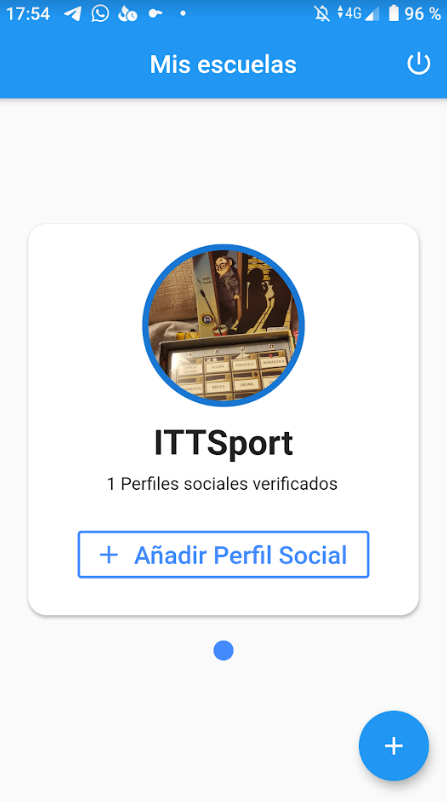 17:54 4G 96 %
Mis escuelas
ITTSport
1 Perfiles sociales verificados
+ Añadir Perfil Social
+